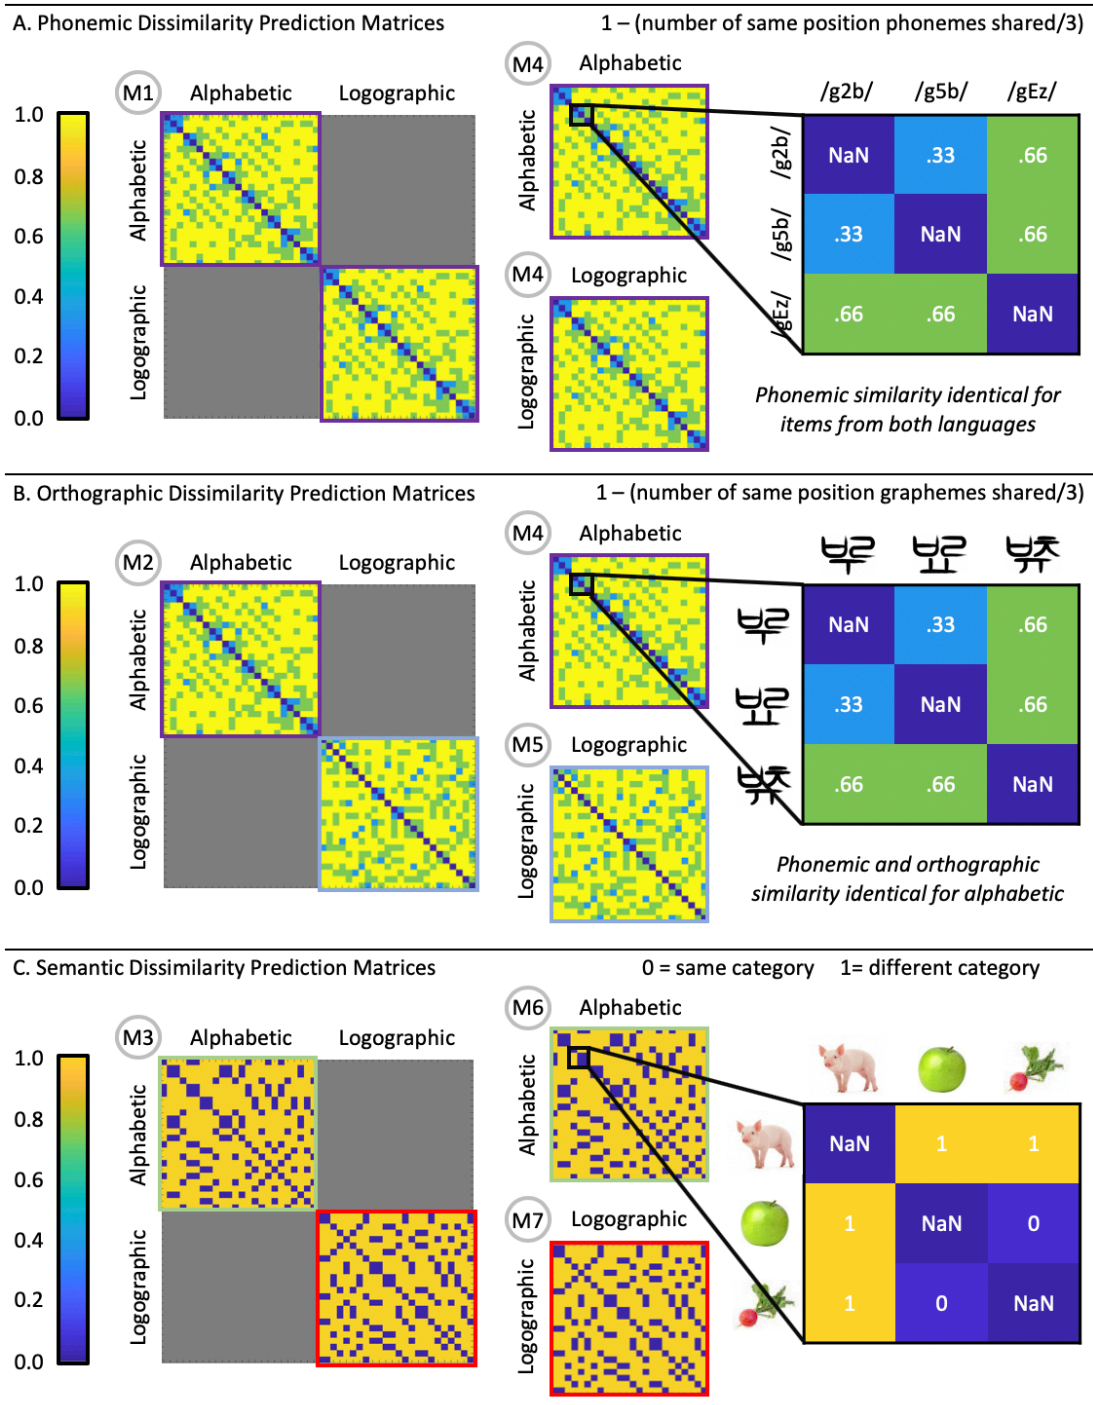 A. Phonemic Dissimilarity Prediction Matrices
1 – (number of same position phonemes shared/3)
M1
Alphabetic
Logographic
1.0
0.8
0.6
0.4
0.2
0.0
Alphabetic
Logographic
M4
Alphabetic
Alphabetic
M4
Logographic
Logographic
/g2b/ /g5b/ /gEz/
/g2b/ NaN .33 .66
/g5b/ .33 NaN .66
/gEz/ .66 .66 NaN
Phonemic similarity identical for
items from both languages
B. Orthographic Dissimilarity Prediction Matrices
1 – (number of same position graphemes shared/3)
M2
Alphabetic
Logographic
1.0
0.8
0.6
0.4
0.2
0.0
Alphabetic
Logographic
M4
Alphabetic
Alphabetic
M5
Logographic
Logographic
NaN .33 .66
.33 NaN .66
.66 .66 NaN
Phonemic and orthographic
similarity identical for alphabetic
C. Semantic Dissimilarity Prediction Matrices
0 = same category 1= different category
M3
Alphabetic
Logographic
1.0
0.8
0.6
0.4
0.2
0.0
Alphabetic
Logographic
M6
Alphabetic
Alphabetic
M7
Logographic
Logographic
NaN 1 1
1 NaN 0
1 0 NaN